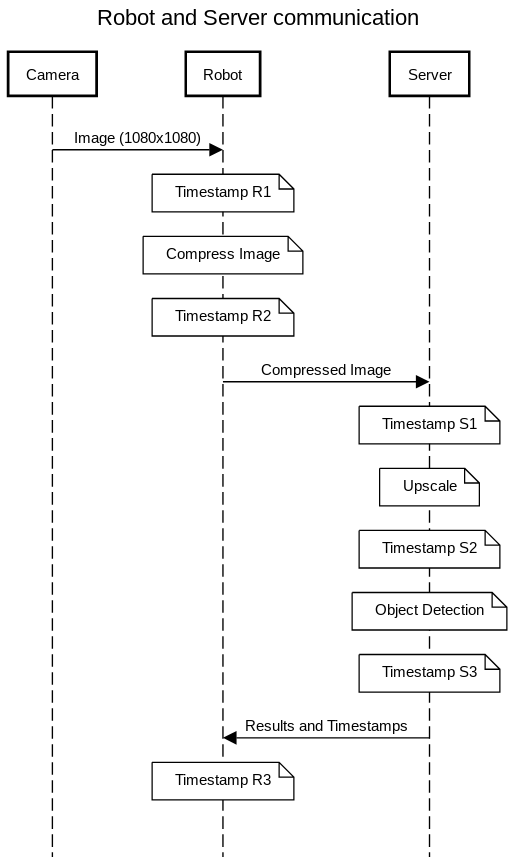 Robot and Server communication
Camera
Robot
Server
Image (1080x1080)
Timestamp R1
Compress Image
Timestamp R2
Compressed Image
Timestamp S1
Upscale
Timestamp S2
Object Detection
Timestamp S3
Results and Timestamps
Timestamp R3